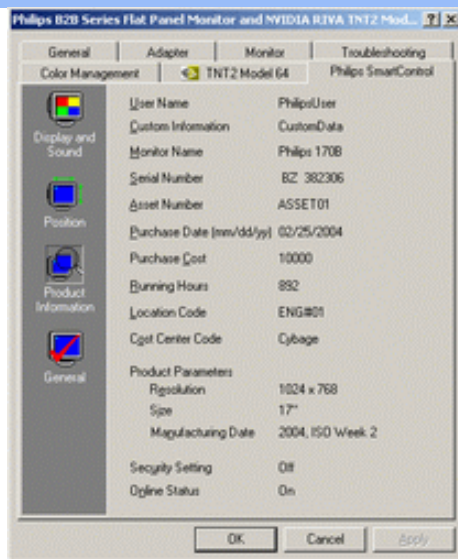 Philips B2B Series Flat Panel Monitor and NVIDIA RIVA TNT2 Mod...
General Adapter Monitor Troubleshooting
Color Management TNT2 Model 64 Philips SmartControl
Display and
Sound
Position
Product
Information
General
User Name PhilipsUser
Custom Information CustomData
Monitor Name Philips 170B
Serial Number BZ 382306
Asset Number ASSET01
Purchase Date (mm/dd/yy) 02/25/2004
Purchase Cost 10000
Running Hours 892
Location Code ENG#01
Cost Center Code Cybage
Product Parameters
Resolution 1024 x 768
Size 17"
Manufacturing Date 2004, ISO Week 2
Security Setting Off
Online Status On
OK Cancel Apply